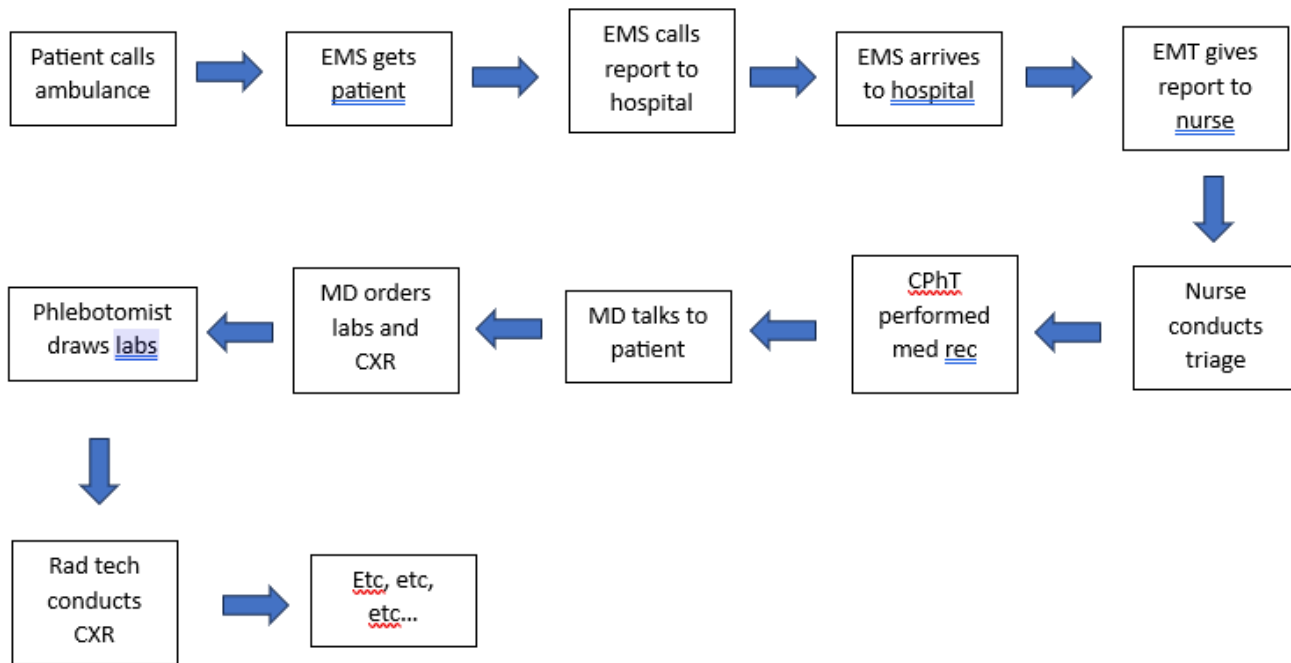 Patient calls
ambulance
EMS gets
patient
EMS calls
report to
hospital
EMS arrives
to hospital
EMT gives
report to
nurse
Nurse
conducts
triage
CPhT
performed
med rec
MD talks to
patient
MD orders
labs and
CXR
Phlebotomist
draws labs
Rad tech
conducts
CXR
Etc, etc,
etc...